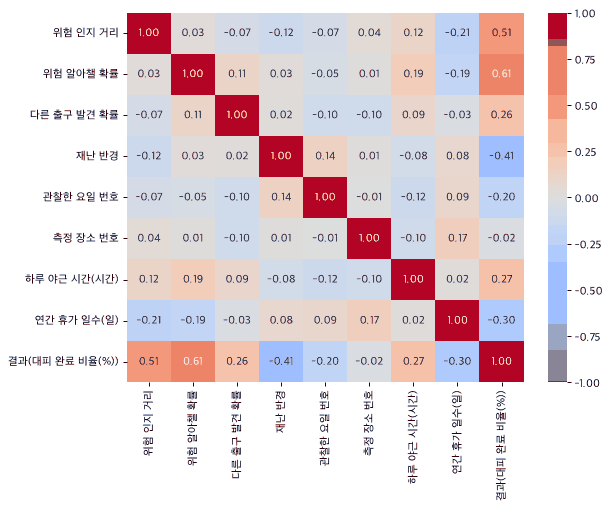 위험 인지 거리 1.00 0.03 -0.07 -0.12 -0.07 0.04 0.12 -0.21 0.51
위험 알아챌 확률 0.03 1.00 0.11 0.03 -0.05 0.01 0.19 -0.19 0.61
다른 출구 발견 확률 -0.07 0.11 1.00 0.02 -0.10 -0.10 0.09 -0.03 0.26
재난 반경 -0.12 0.03 0.02 1.00 0.14 0.01 -0.08 0.08 -0.41
관찰한 요일 번호 -0.07 -0.05 -0.10 0.14 1.00 -0.01 -0.12 0.09 -0.20
측정 장소 번호 0.04 0.01 -0.10 0.01 -0.01 1.00 -0.10 0.17 -0.02
하루 야근 시간(시간) 0.12 0.19 0.09 -0.08 -0.12 -0.10 1.00 0.02 0.27
연간 휴가 일수(일) -0.21 -0.19 -0.03 0.08 0.09 0.17 0.02 1.00 -0.30
결과(대피 완료 비율(%)) 0.51 0.61 0.26 -0.41 -0.20 -0.02 0.27 -0.30 1.00
위험 인지 거리
위험 알아챌 확률
다른 출구 발견 확률
재난 반경
관찰한 요일 번호
측정 장소 번호
하루 야근 시간(시간)
연간 휴가 일수(일)
결과(대피 완료 비율(%))
1.00
0.75
0.50
0.25
0.00
-0.25
-0.50
-0.75
-1.00